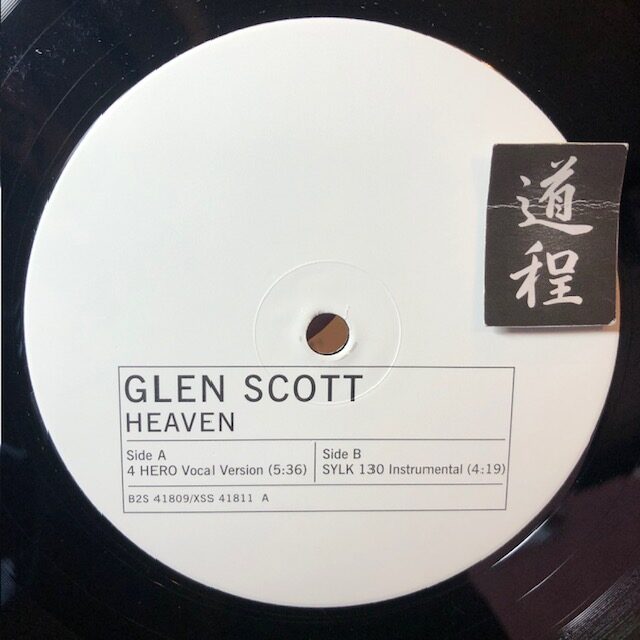 道程
GLEN SCOTT
HEAVEN
Side A
4 HERO Vocal Version (5:36)
Side B
SYLK 130 Instrumental (4:19)
B2S 41809/XSS 41811 A